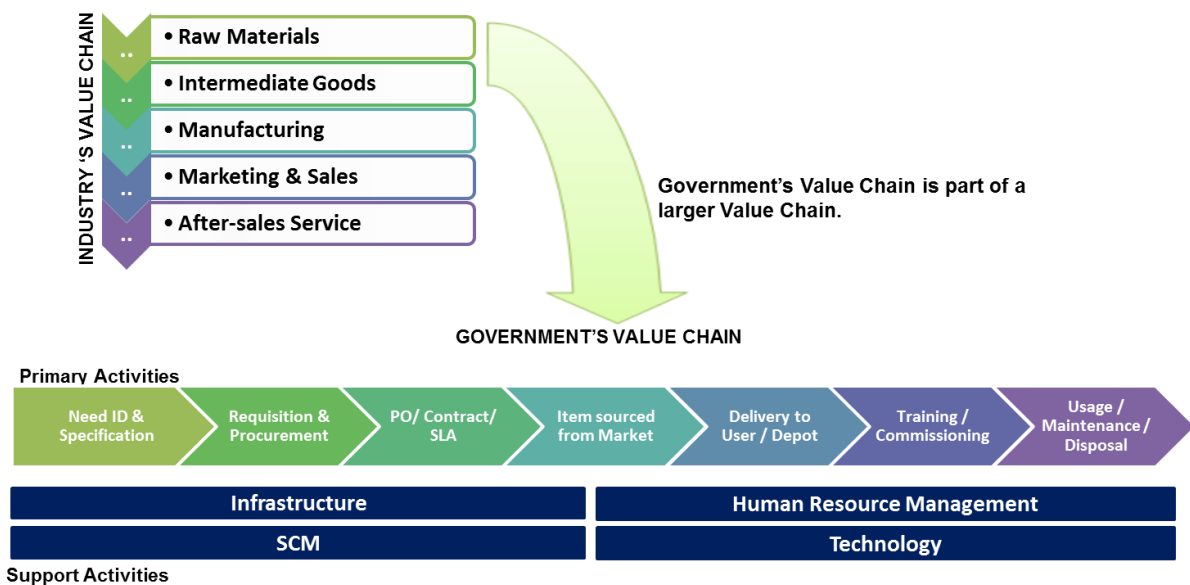 INDUSTRY ‘S VALUE CHAIN
..
• Raw Materials
..
• Intermediate Goods
..
• Manufacturing
..
• Marketing & Sales
..
• After-sales Service
Government’s Value Chain is part of a
larger Value Chain.
GOVERNMENT’S VALUE CHAIN
Primary Activities
Need ID &
Specification
Requisition &
Procurement
PO/ Contract/
SLA
Item sourced
from Market
Delivery to
User / Depot
Training /
Commissioning
Usage /
Maintenance /
Disposal
Infrastructure
Human Resource Management
SCM
Technology
Support Activities